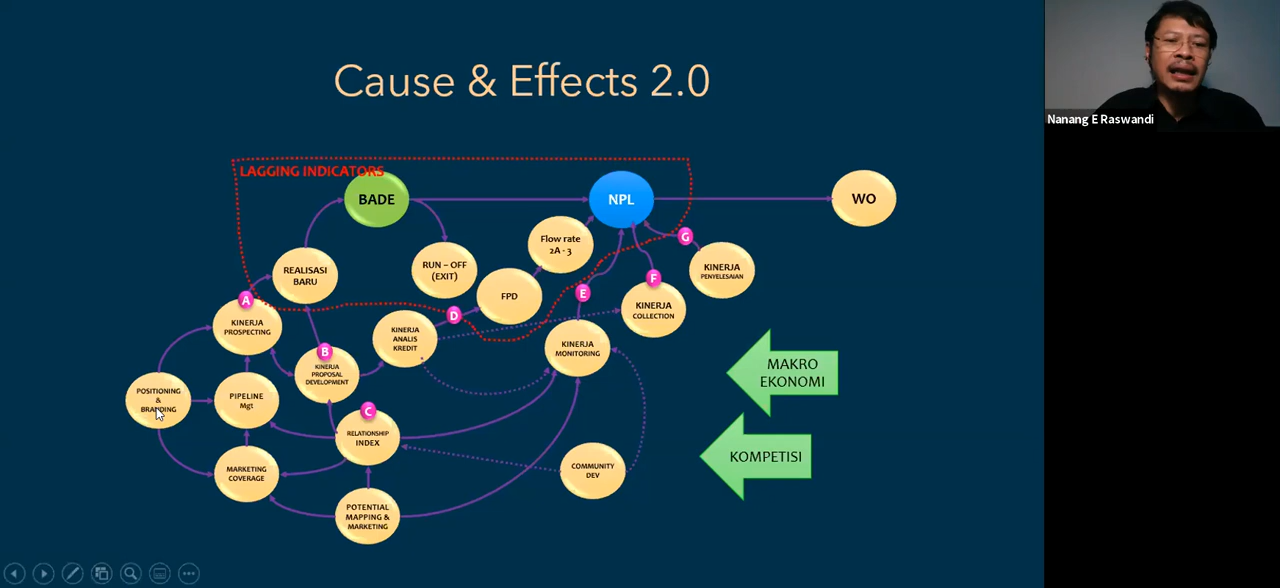 Cause & Effects 2.0
Nanang E Raswandi
LAGGING INDICATORS
BADE
NPL
WO
REALISASI
BARU
RUN – OFF
(EXIT)
Flow rate
2A - 3
FPD
KINERJA
PENYELESAIAN
G
F
E
D
A
B
C
KINERJA
COLLECTION
KINERJA
PROSPECTING
KINERJA
ANALIS
KREDIT
KINERJA
MONITORING
KINERJA
PROPOSAL
DEVELOPMENT
POSITIONING
&
BRANDING
PIPELINE
Mgt
RELATIONSHIP
INDEX
MARKETING
COVERAGE
COMMUNITY
DEV
POTENTIAL
MAPPING &
MARKETING
MAKRO
EKONOMI
KOMPETISI